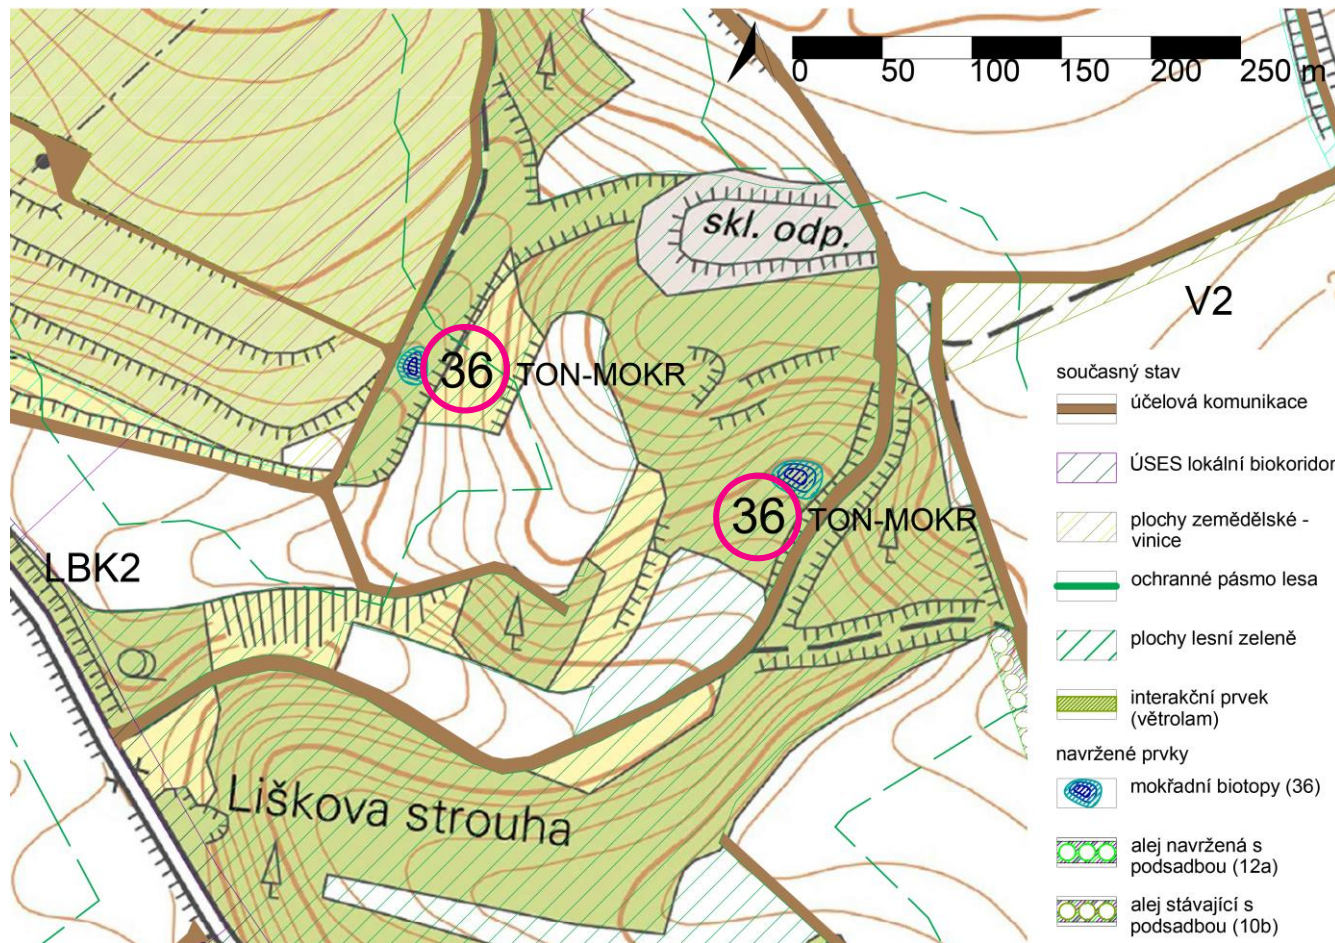 0 50 100 150 200 250 m
skl. odp.
V2
36 TON-MOKR
36 TON-MOKR
LBK2
Liškova strouha
současný stav
účelová komunikace
ÚSES lokální biokoridor
plochy zemědělské -
vinice
ochranné pásmo lesa
plochy lesní zeleně
interakční prvek
(větrolam)
navržené prvky
mokřadní biotopy (36)
alej navržená s
podsadbou (12a)
alej stávající s
podsadbou (10b)